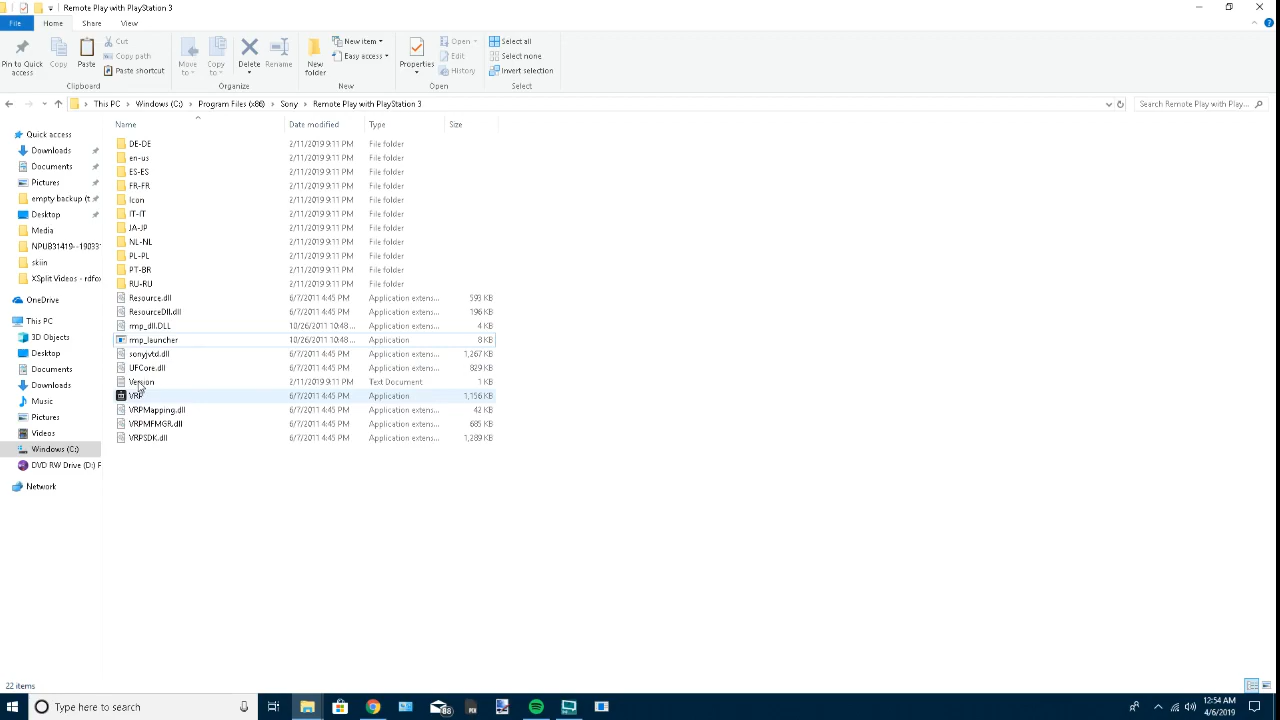 Remote Play with PlayStation 3
File Home Share View
Pin to Quick access
Copy
Paste
Cut
Copy path
Paste shortcut
Move to
Copy to
Delete
Rename
New folder
New item
Easy access
Properties
Open
Edit
History
Select all
Select none
Invert selection
Clipboard Organize New Open Select
This PC Windows (C:) Program Files (x86) Sony Remote Play with PlayStation 3
Search Remote Play with Play...
Name Date modified Type Size
Quick access
Downloads
Documents
Pictures
empty backup (t
Desktop
Media
NPUB31419--19033
skiin
XSplit Videos - rdfox
OneDrive
This PC
3D Objects
Desktop
Documents
Downloads
Music
Pictures
Videos
Windows (C:)
DVD RW Drive (D:) P
Network
DE-DE 2/11/2019 9:11 PM File folder
en-us 2/11/2019 9:11 PM File folder
ES-ES 2/11/2019 9:11 PM File folder
FR-FR 2/11/2019 9:11 PM File folder
Icon 2/11/2019 9:11 PM File folder
IT-IT 2/11/2019 9:11 PM File folder
JA-JP 2/11/2019 9:11 PM File folder
NL-NL 2/11/2019 9:11 PM File folder
PL-PL 2/11/2019 9:11 PM File folder
PT-BR 2/11/2019 9:11 PM File folder
RU-RU 2/11/2019 9:11 PM File folder
Resource.dll 6/7/2011 4:45 PM Application extens... 593 KB
ResourceDll.dll 6/7/2011 4:45 PM Application extens... 196 KB
rmp_dll.DLL 10/26/2011 10:48 ... Application extens... 4 KB
rmp_launcher 10/26/2011 10:48 ... Application 8 KB
sonyjvtd.dll 6/7/2011 4:45 PM Application extens... 1,267 KB
UFCore.dll 6/7/2011 4:45 PM Application extens... 829 KB
Version 2/11/2019 9:11 PM Text Document 1 KB
VRP 6/7/2011 4:45 PM Application 1,156 KB
VRPMapping.dll 6/7/2011 4:45 PM Application extens... 42 KB
VRPMFMGR.dll 6/7/2011 4:45 PM Application extens... 685 KB
VRPSDK.dll 6/7/2011 4:45 PM Application extens... 1,289 KB
22 items
Type here to search
88
12:54 AM
4/6/2019